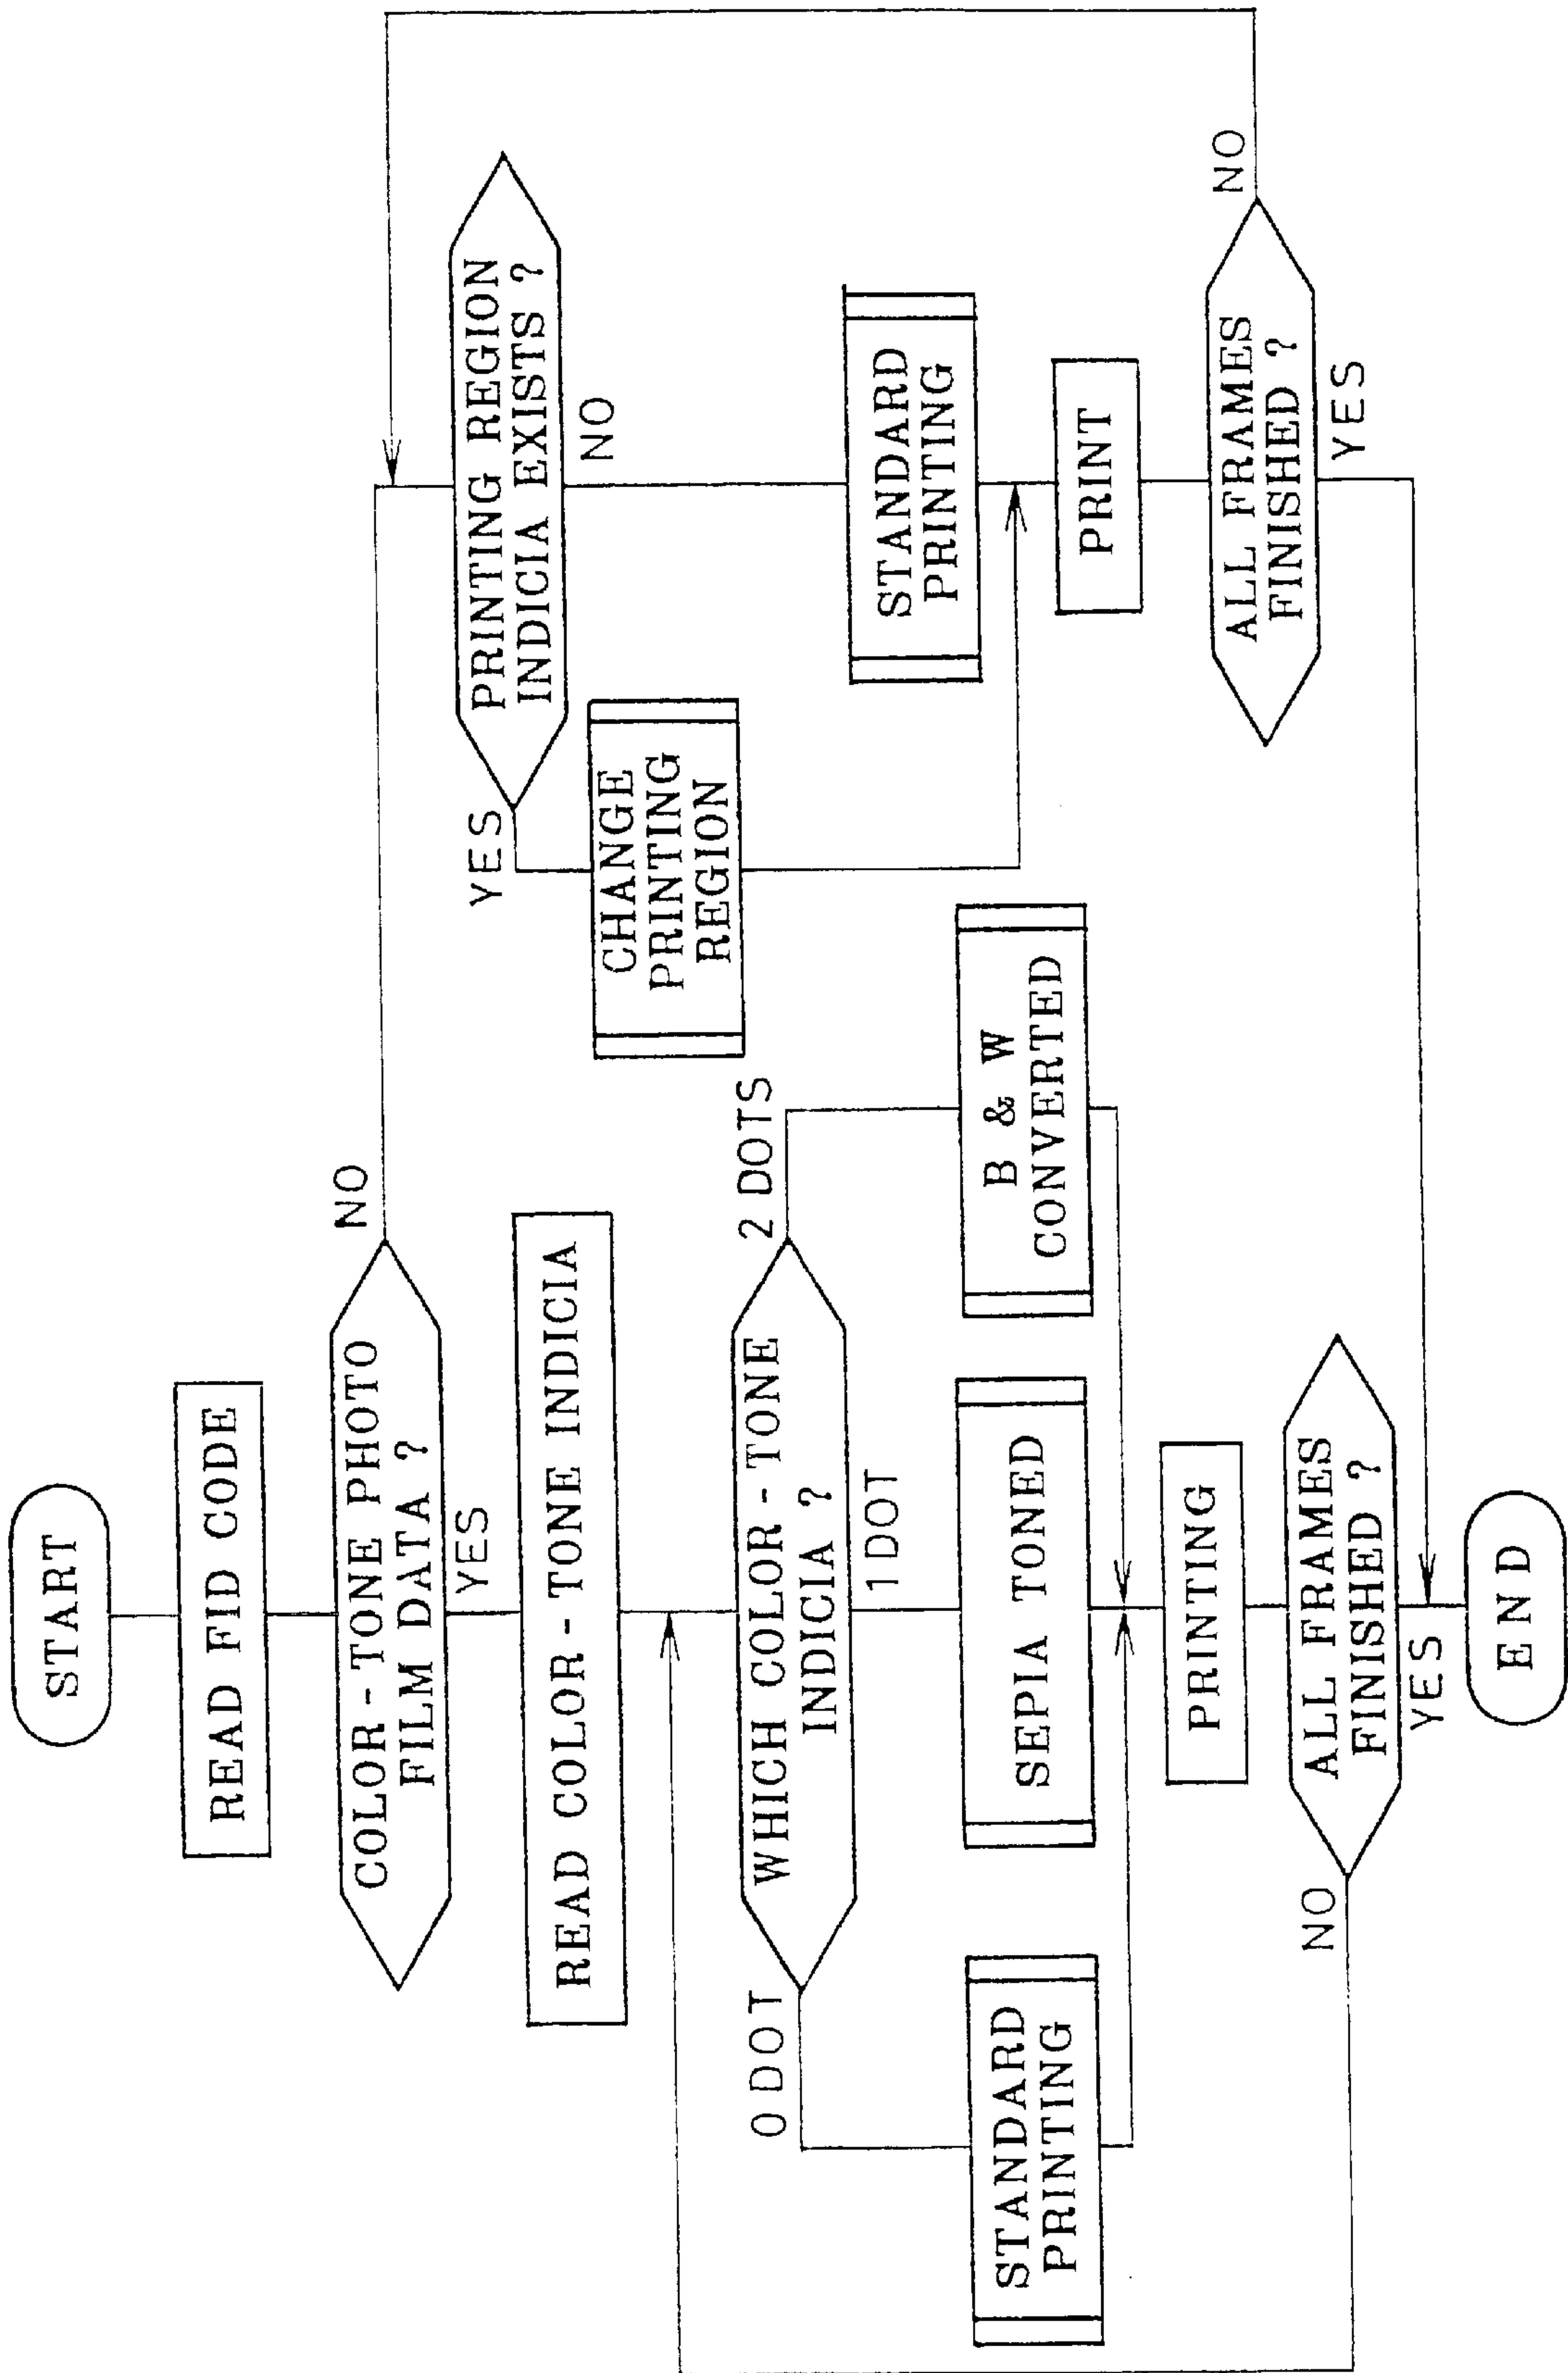 START
READ FID CODE
COLOR-TONE PHOTO
FILM DATA ?
NO
YES
READ COLOR-TONE INDICIA
WHICH COLOR-TONE
INDICIA ?
0 DOT
1 DOT
2 DOTS
STANDARD
PRINTING
SEPIA TONED
B & W
CONVERTED
PRINTING
ALL FRAMES
FINISHED ?
NO
YES
END
PRINTING REGION
INDICIA EXISTS ?
YES
NO
CHANGE
PRINTING
REGION
STANDARD
PRINTING
PRINT
ALL FRAMES
FINISHED ?
NO
YES